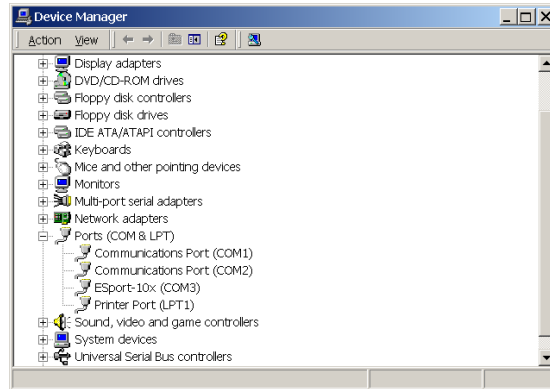 Device Manager
Action View
Display adapters
DVD/CD-ROM drives
Floppy disk controllers
Floppy disk drives
IDE ATA/ATAPI controllers
Keyboards
Mice and other pointing devices
Monitors
Multi-port serial adapters
Network adapters
Ports (COM & LPT)
Communications Port (COM1)
Communications Port (COM2)
ESport-10x (COM3)
Printer Port (LPT1)
Sound, video and game controllers
System devices
Universal Serial Bus controllers